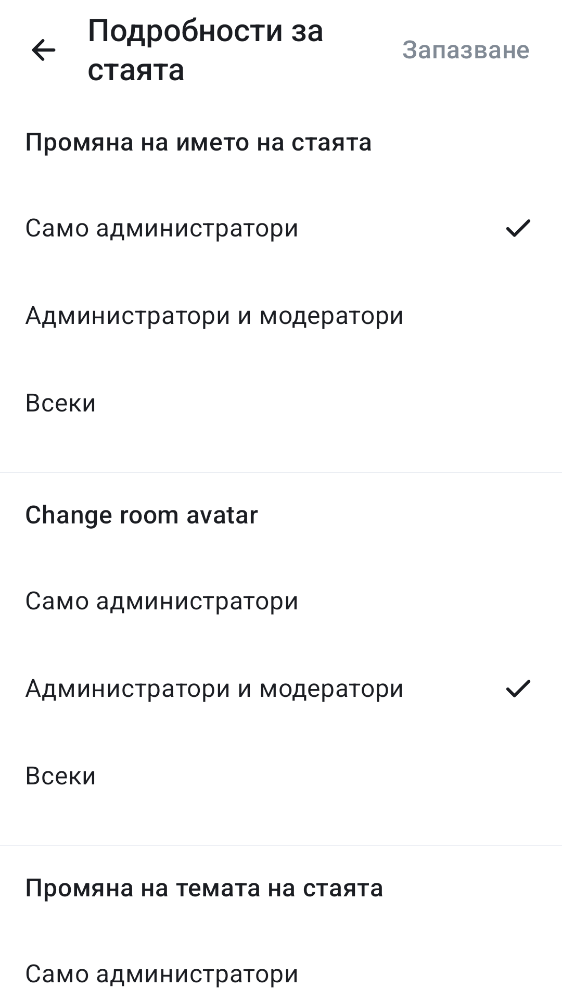 Подробности за
стаята
Запазване
Промяна на името на стаята
Само администратори
Администратори и модератори
Всеки
Change room avatar
Само администратори
Администратори и модератори
Всеки
Промяна на темата на стаята
Само администратори